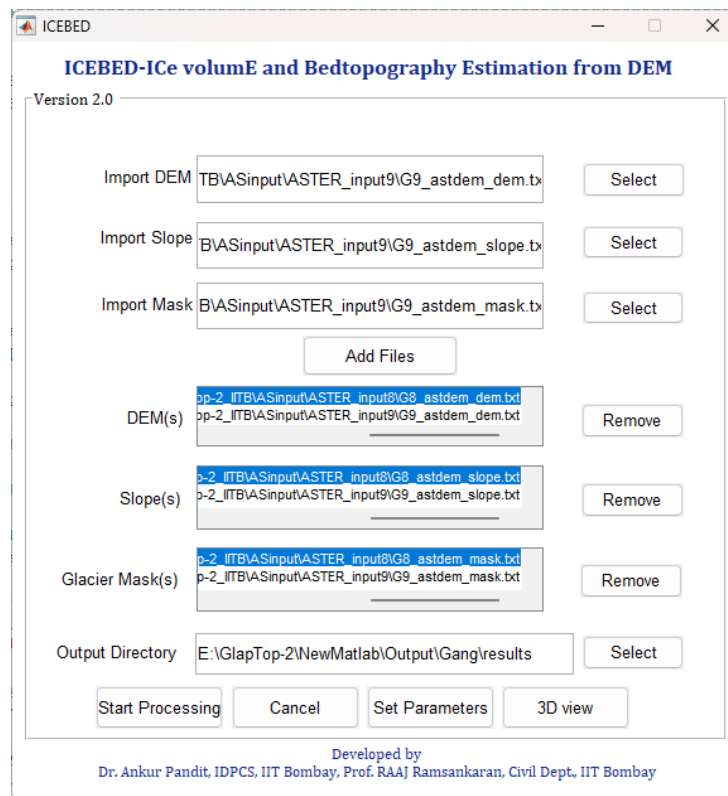 ICEBED
ICEBED-ICe volumE and Bedtopography Estimation from DEM
Version 2.0
Import DEM TB\ASinput\ASTER_input9\G9_astdem_dem.tx Select
Import Slope B\ASinput\ASTER_input9\G9_astdem_slope.tx Select
Import Mask B\ASinput\ASTER_input9\G9_astdem_mask.tx Select
Add Files
op-2_IITB\ASinput\ASTER_input8\G8_astdem_dem.txt
op-2_IITB\ASinput\ASTER_input9\G9_astdem_dem.txt
DEM(s) Remove
p-2_IITB\ASinput\ASTER_input8\G8_astdem_slope.txt
p-2_IITB\ASinput\ASTER_input9\G9_astdem_slope.txt
Slope(s) Remove
p-2_IITB\ASinput\ASTER_input8\G8_astdem_mask.txt
p-2_IITB\ASinput\ASTER_input9\G9_astdem_mask.txt
Glacier Mask(s) Remove
Output Directory E:\GlapTop-2\NewMatlab\Output\Gang\results Select
Start Processing Cancel Set Parameters 3D view
Developed by
Dr. Ankur Pandit, IDPCS, IIT Bombay, Prof. RAAJ Ramsankaran, Civil Dept., IIT Bombay